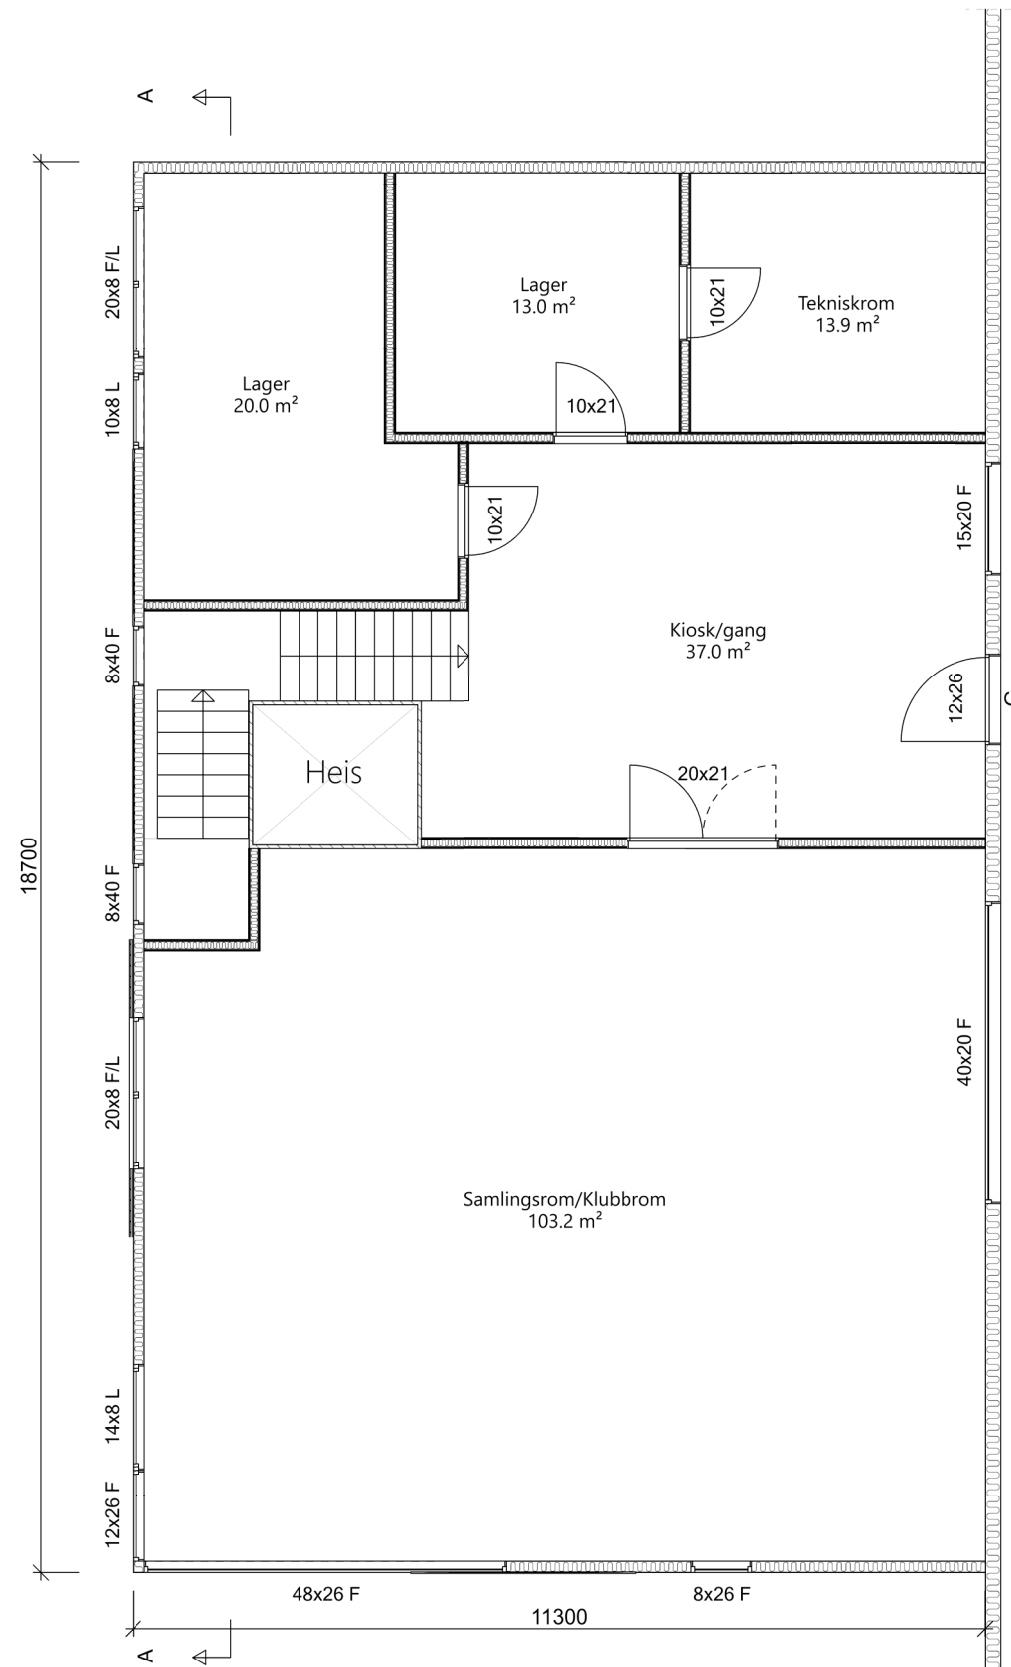 A
20x8 F/L
10x8 L
8x40 F
18700
8x40 F
20x8 F/L
14x8 L
12x26 F
Lager
20.0 m²
Lager
13.0 m²
10x21
10x21
Tekniskrom
13.9 m²
10x21
15x20 F
Kiosk/gang
37.0 m²
12x26
20x21
Heis
40x20 F
Samlingsrom/Klubbrom
103.2 m²
48x26 F
8x26 F
11300
A